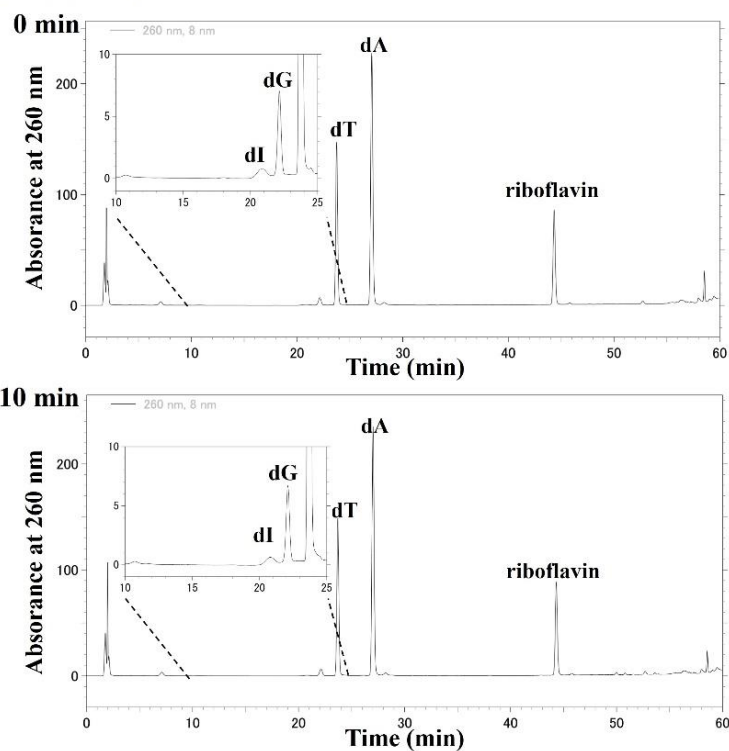 0 min
260 nm, 8 nm
dA
10
dG
200
5
dT
dI
riboflavin
0
10 15 20 25
100
0
Absorance at 260 nm
0 10 20 30 40 50 60
Time (min)
10 min
260 nm, 8 nm
dA
10
dG
200
5
dT
dI
riboflavin
0
10 15 20 25
100
0
Absorance at 260 nm
0 10 20 30 40 50 60
Time (min)